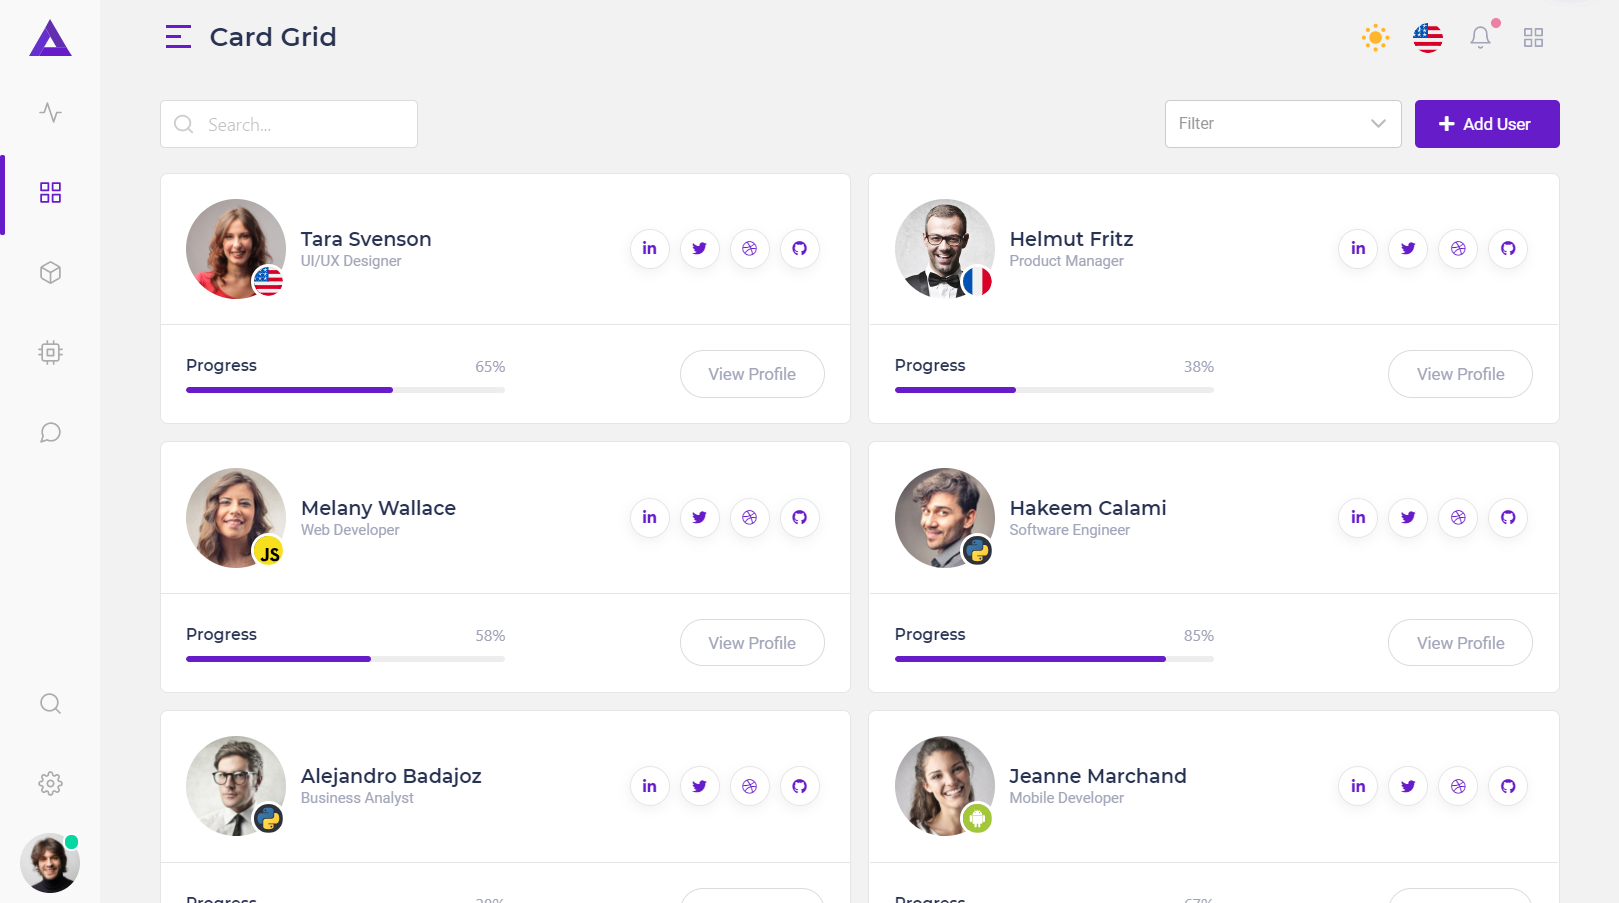 Card Grid
Search...
Filter
Add User
Tara Svenson
UI/UX Designer
in
Helmut Fritz
Product Manager
in
Progress
65%
View Profile
Progress
38%
View Profile
Melany Wallace
Web Developer
JS
in
Hakeem Calami
Software Engineer
in
Progress
58%
View Profile
Progress
85%
View Profile
Alejandro Badajoz
Business Analyst
in
Jeanne Marchand
Mobile Developer
in
Progress
Progress
67%